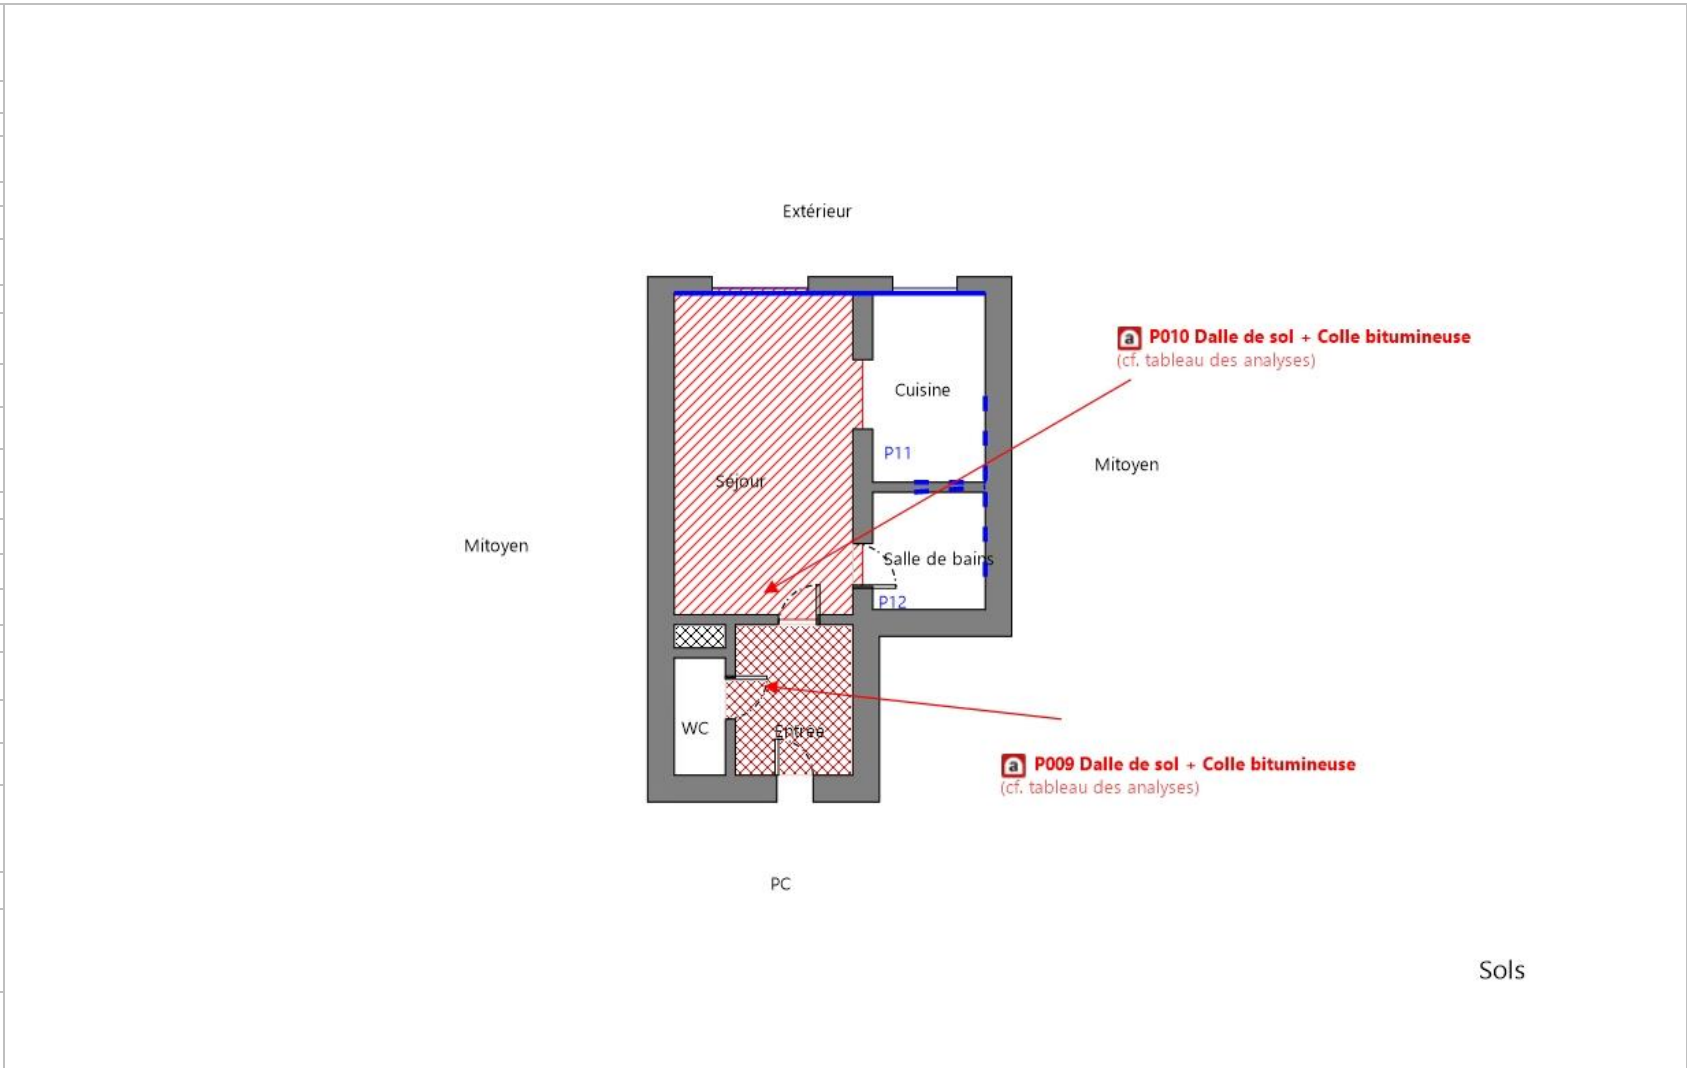 Extérieur
a P010 Dalle de sol + Colle bitumineuse
(cf. tableau des analyses)
Cuisine
P11
Mitoyen
Séjour
Mitoyen
Salle de bains
P12
WC
Entrée
a P009 Dalle de sol + Colle bitumineuse
(cf. tableau des analyses)
PC
Sols